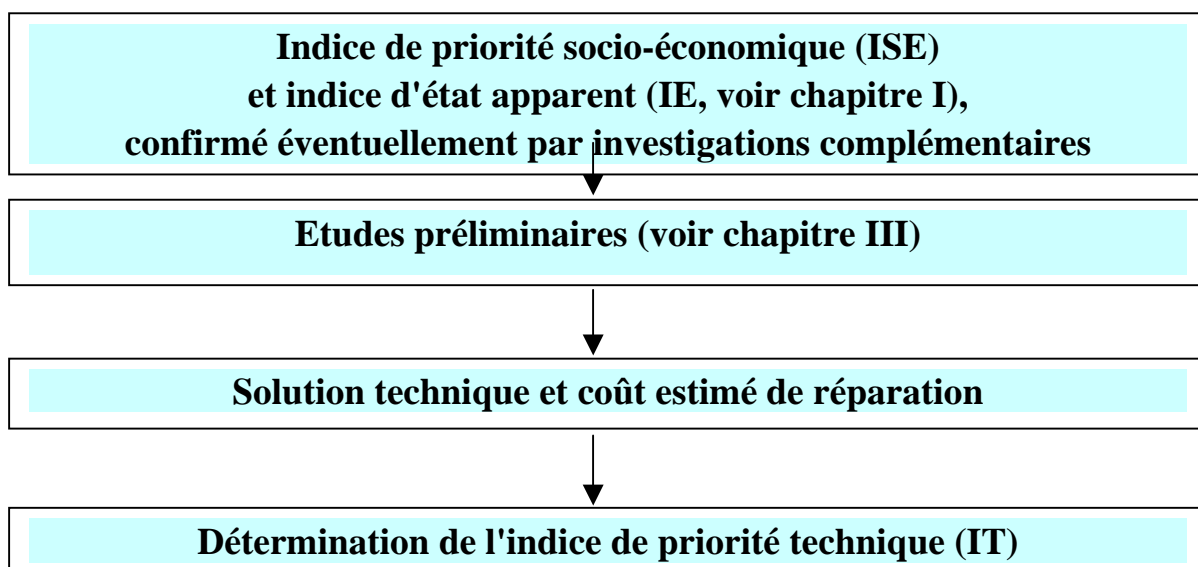 Indice de priorité socio-économique (ISE)
et indice d'état apparent (IE, voir chapitre I),
confirmé éventuellement par investigations complémentaires
Etudes préliminaires (voir chapitre III)
Solution technique et coût estimé de réparation
Détermination de l'indice de priorité technique (IT)